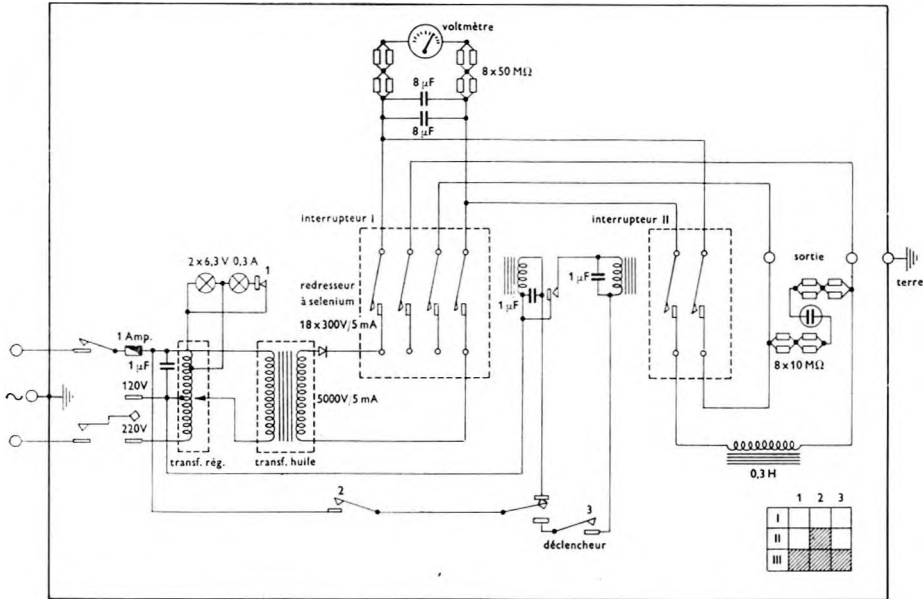 voltmètre
8 x 50 MΩ
8 µF
8 µF
interrupteur I
interrupteur II
2 x 6,3 V 0,3 A
1
redresseur
à selenium
18 x 300V/5 mA
1 µF
1 µF
sortie
terre
1 Amp.
1 µF
120V
220V
5000V/5 mA
8 x 10 MΩ
transf. rég.
transf. huile
0,3 H
2
3
déclencheur
1 2 3
I
II
III